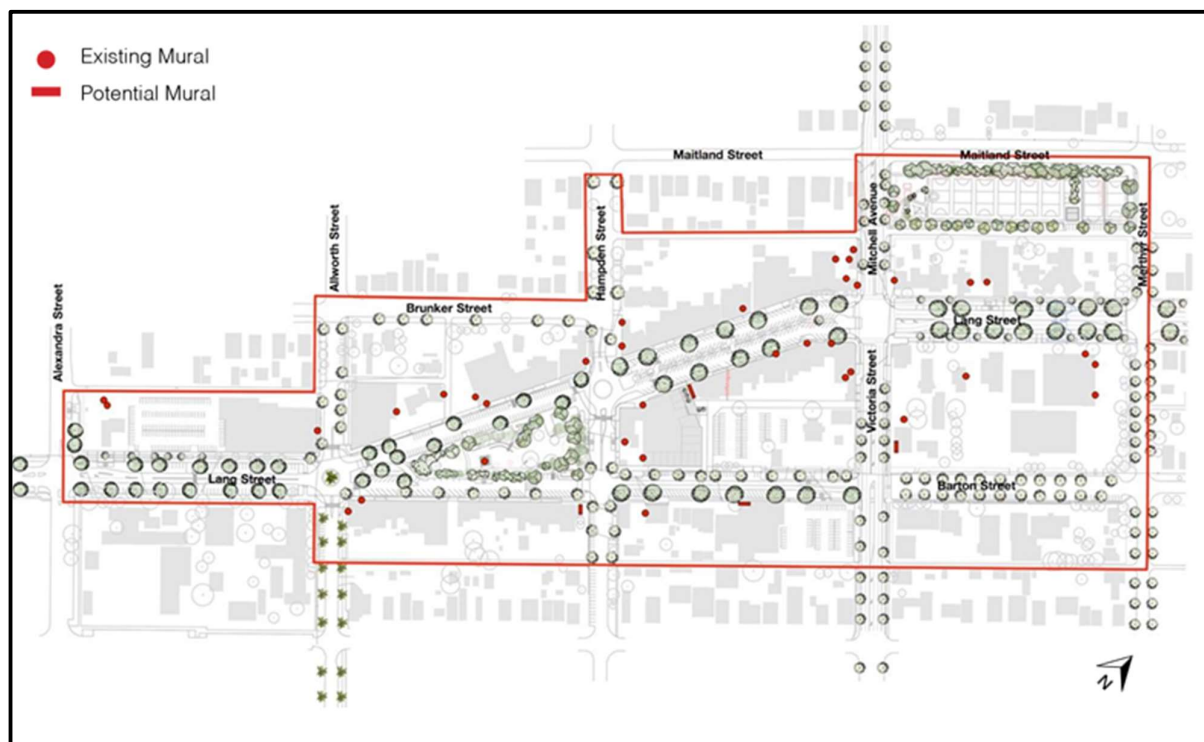 Existing Mural
Potential Mural
Maitland Street
Maitland Street
Mitchell Avenue
Merthyr Street
Hampden Street
Allworth Street
Alexandra Street
Brunker Street
Lang Street
Victoria Street
Lang Street
Barton Street
N